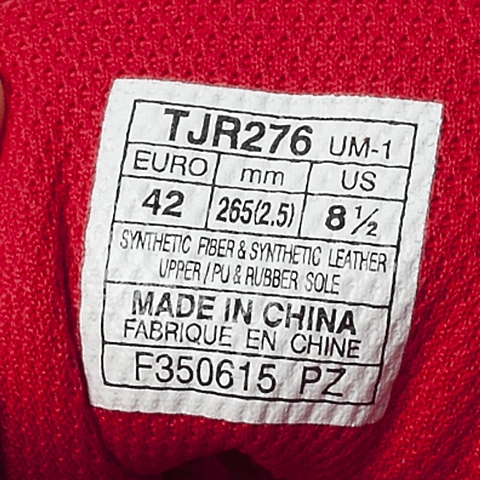 TJR276 UM-1
EURO mm US
42 265(2.5) 8 ½
SYNTHETIC FIBER & SYNTHETIC LEATHER
UPPER / PU & RUBBER SOLE
MADE IN CHINA
FABRIQUE EN CHINE
F350615 PZ